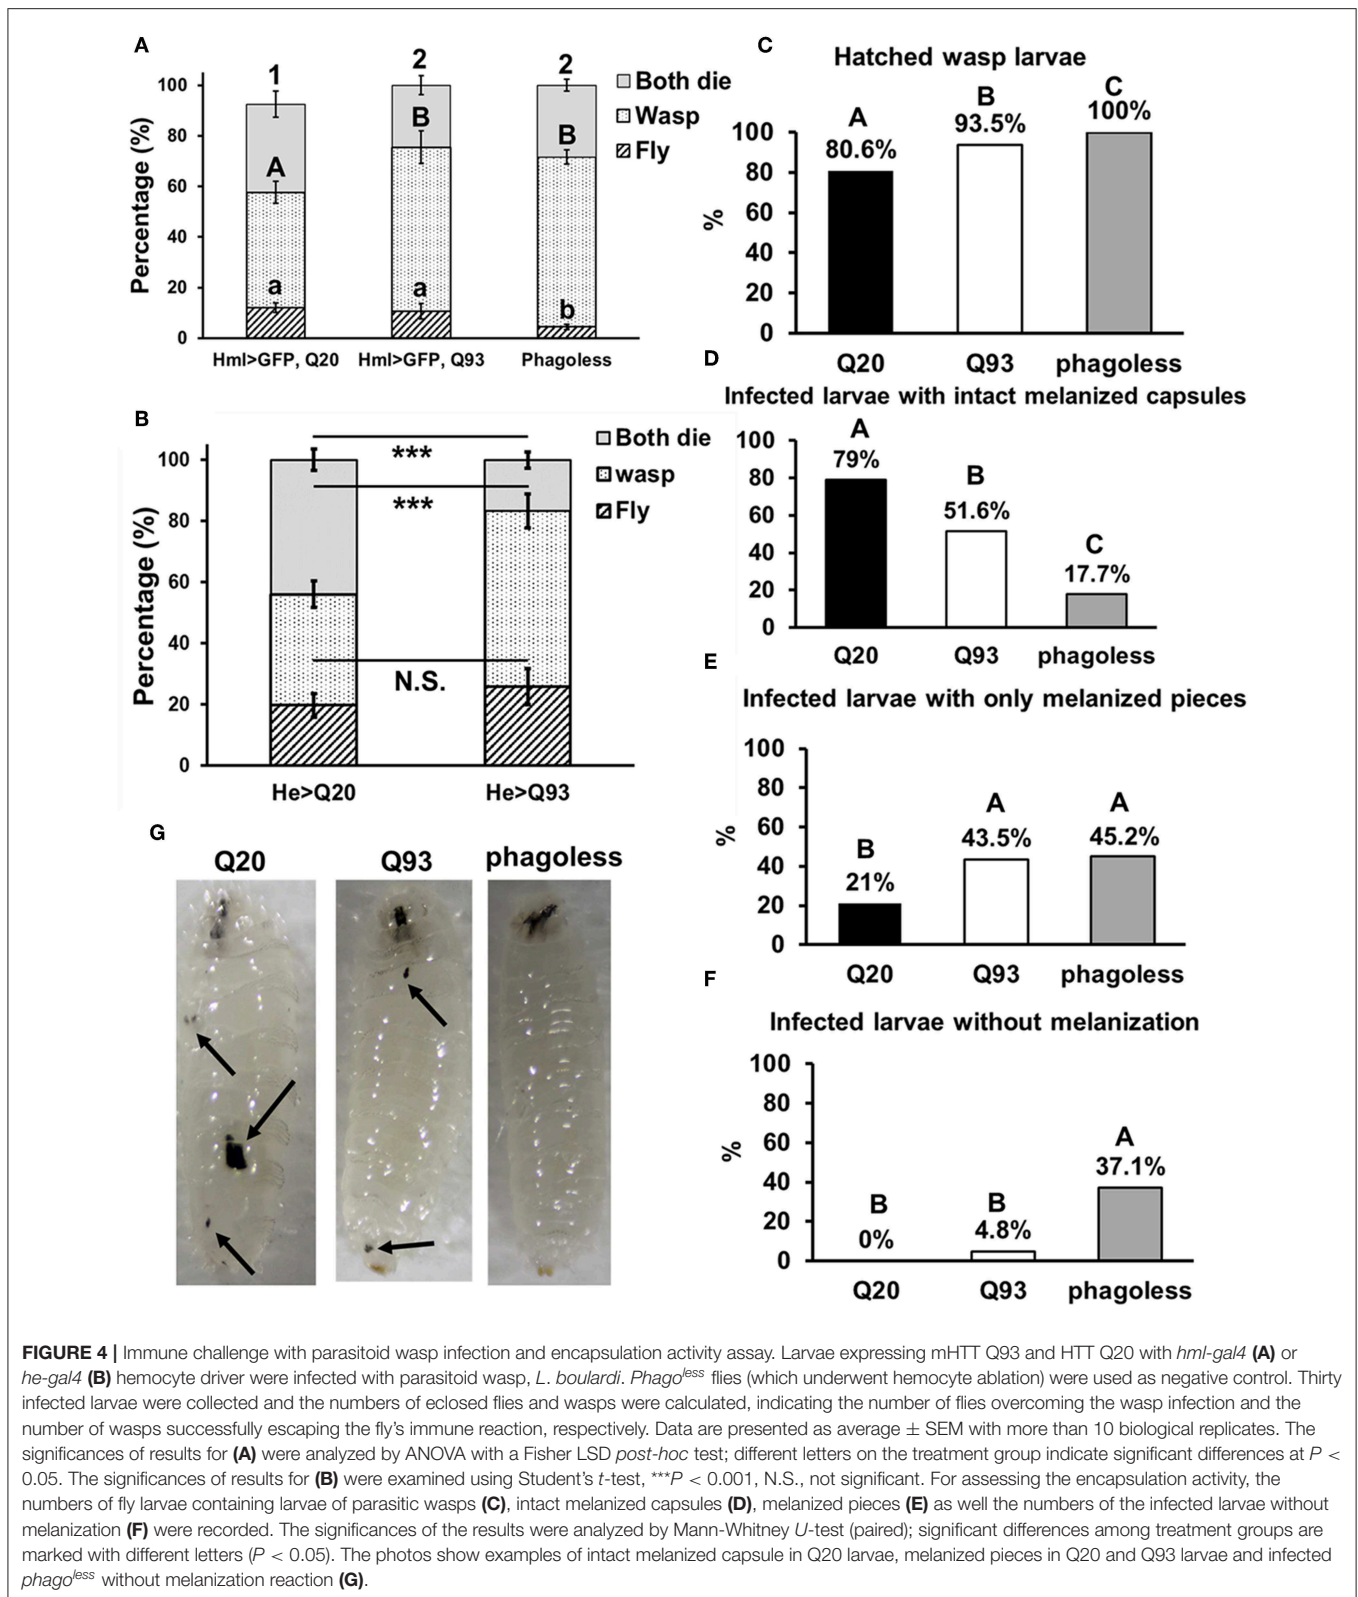 A
1
2
2
Both die
Wasp
Fly
Percentage (%)
100
80
60
40
20
0
A
B
B
a
a
b
Hml>GFP, Q20
Hml>GFP, Q93
Phagoless
B
Both die
wasp
Fly
Percentage (%)
100
80
60
40
20
0
***
***
N.S.
He>Q20
He>Q93
C
Hatched wasp larvae
%
100
80
60
40
20
0
A
80.6%
B
93.5%
C
100%
Q20
Q93
phagoless
D
Infected larvae with intact melanized capsules
100
80
60
40
20
0
A
79%
B
51.6%
C
17.7%
Q20
Q93
phagoless
E
Infected larvae with only melanized pieces
%
100
80
60
40
20
0
B
21%
A
43.5%
A
45.2%
Q20
Q93
phagoless
F
Infected larvae without melanization
%
100
80
60
40
20
0
B
0%
B
4.8%
A
37.1%
Q20
Q93
phagoless
G
Q20
Q93
phagoless
FIGURE 4 | Immune challenge with parasitoid wasp infection and encapsulation activity assay. Larvae expressing mHTT Q93 and HTT Q20 with hml-gal4 (A) or
he-gal4 (B) hemocyte driver were infected with parasitoid wasp, L. boulardi. Phagoless flies (which underwent hemocyte ablation) were used as negative control. Thirty
infected larvae were collected and the numbers of eclosed flies and wasps were calculated, indicating the number of flies overcoming the wasp infection and the
number of wasps successfully escaping the fly's immune reaction, respectively. Data are presented as average ± SEM with more than 10 biological replicates. The
significances of results for (A) were analyzed by ANOVA with a Fisher LSD post-hoc test; different letters on the treatment group indicate significant differences at P <
0.05. The significances of results for (B) were examined using Student's t-test, ***P < 0.001, N.S., not significant. For assessing the encapsulation activity, the
numbers of fly larvae containing larvae of parasitic wasps (C), intact melanized capsules (D), melanized pieces (E) as well the numbers of the infected larvae without
melanization (F) were recorded. The significances of the results were analyzed by Mann-Whitney U-test (paired); significant differences among treatment groups are
marked with different letters (P < 0.05). The photos show examples of intact melanized capsule in Q20 larvae, melanized pieces in Q20 and Q93 larvae and infected
phagoless without melanization reaction (G).